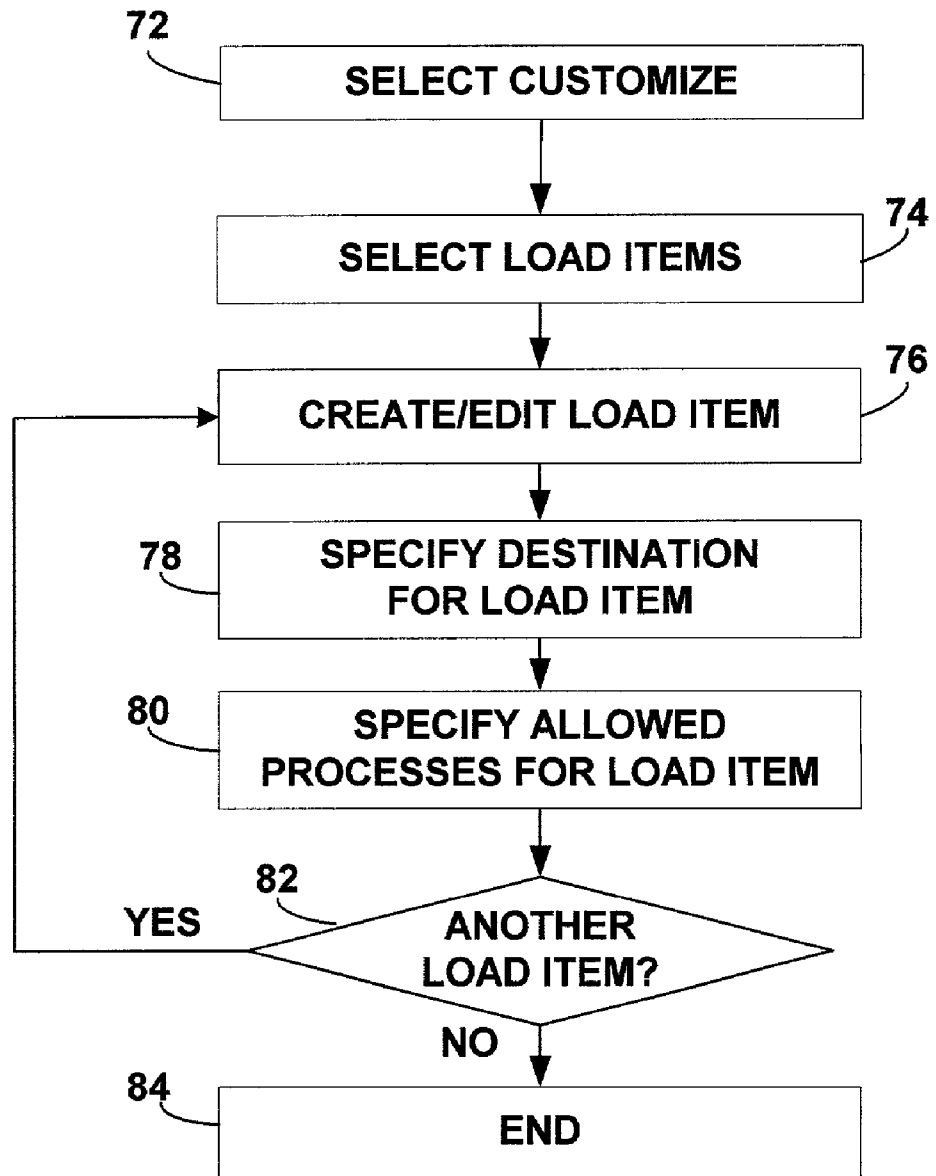 72
SELECT CUSTOMIZE
74
SELECT LOAD ITEMS
76
CREATE/EDIT LOAD ITEM
78
SPECIFY DESTINATION
FOR LOAD ITEM
80
SPECIFY ALLOWED
PROCESSES FOR LOAD ITEM
82
YES
ANOTHER
LOAD ITEM?
NO
84
END